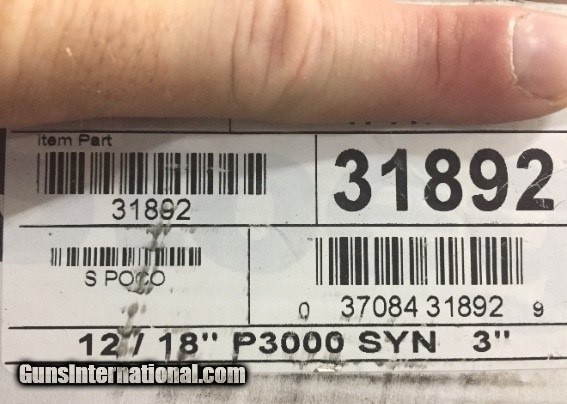 Item Part
31892
31892
S POCO
0 37084 31892 9
12 / 18" P3000 SYN 3"
GunsInternational.com